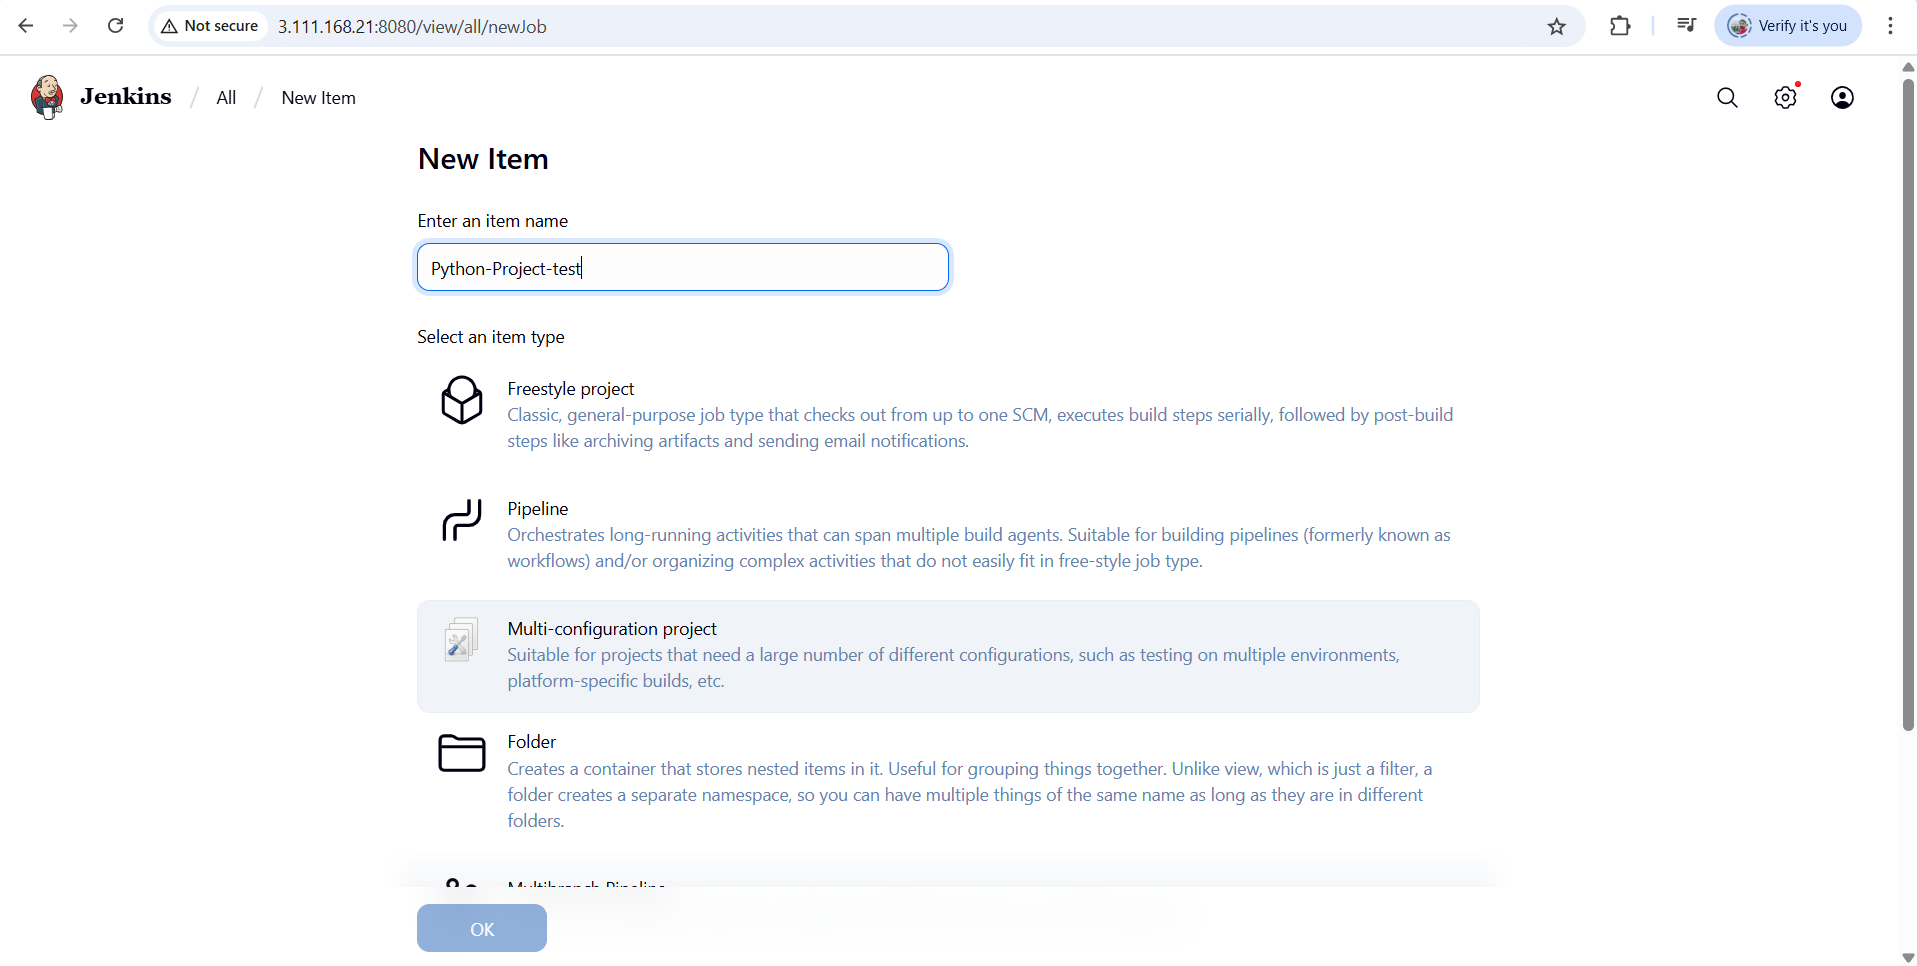 Not secure 3.111.168.21:8080/view/all/newJob Verify it's you
Jenkins / All / New Item
New Item
Enter an item name
Python-Project-test
Select an item type
Freestyle project
Classic, general-purpose job type that checks out from up to one SCM, executes build steps serially, followed by post-build
steps like archiving artifacts and sending email notifications.
Pipeline
Orchestrates long-running activities that can span multiple build agents. Suitable for building pipelines (formerly known as
workflows) and/or organizing complex activities that do not easily fit in free-style job type.
Multi-configuration project
Suitable for projects that need a large number of different configurations, such as testing on multiple environments,
platform-specific builds, etc.
Folder
Creates a container that stores nested items in it. Useful for grouping things together. Unlike view, which is just a filter, a
folder creates a separate namespace, so you can have multiple things of the same name as long as they are in different
folders.
Multibranch Pipeline
OK